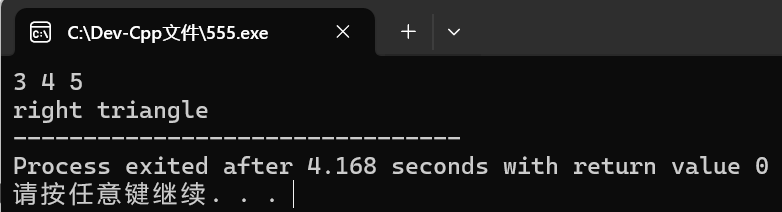 C:\Dev-Cpp文件\555.exe
3 4 5
right triangle
--------------------------------
Process exited after 4.168 seconds with return value 0
请按任意键继续. . .